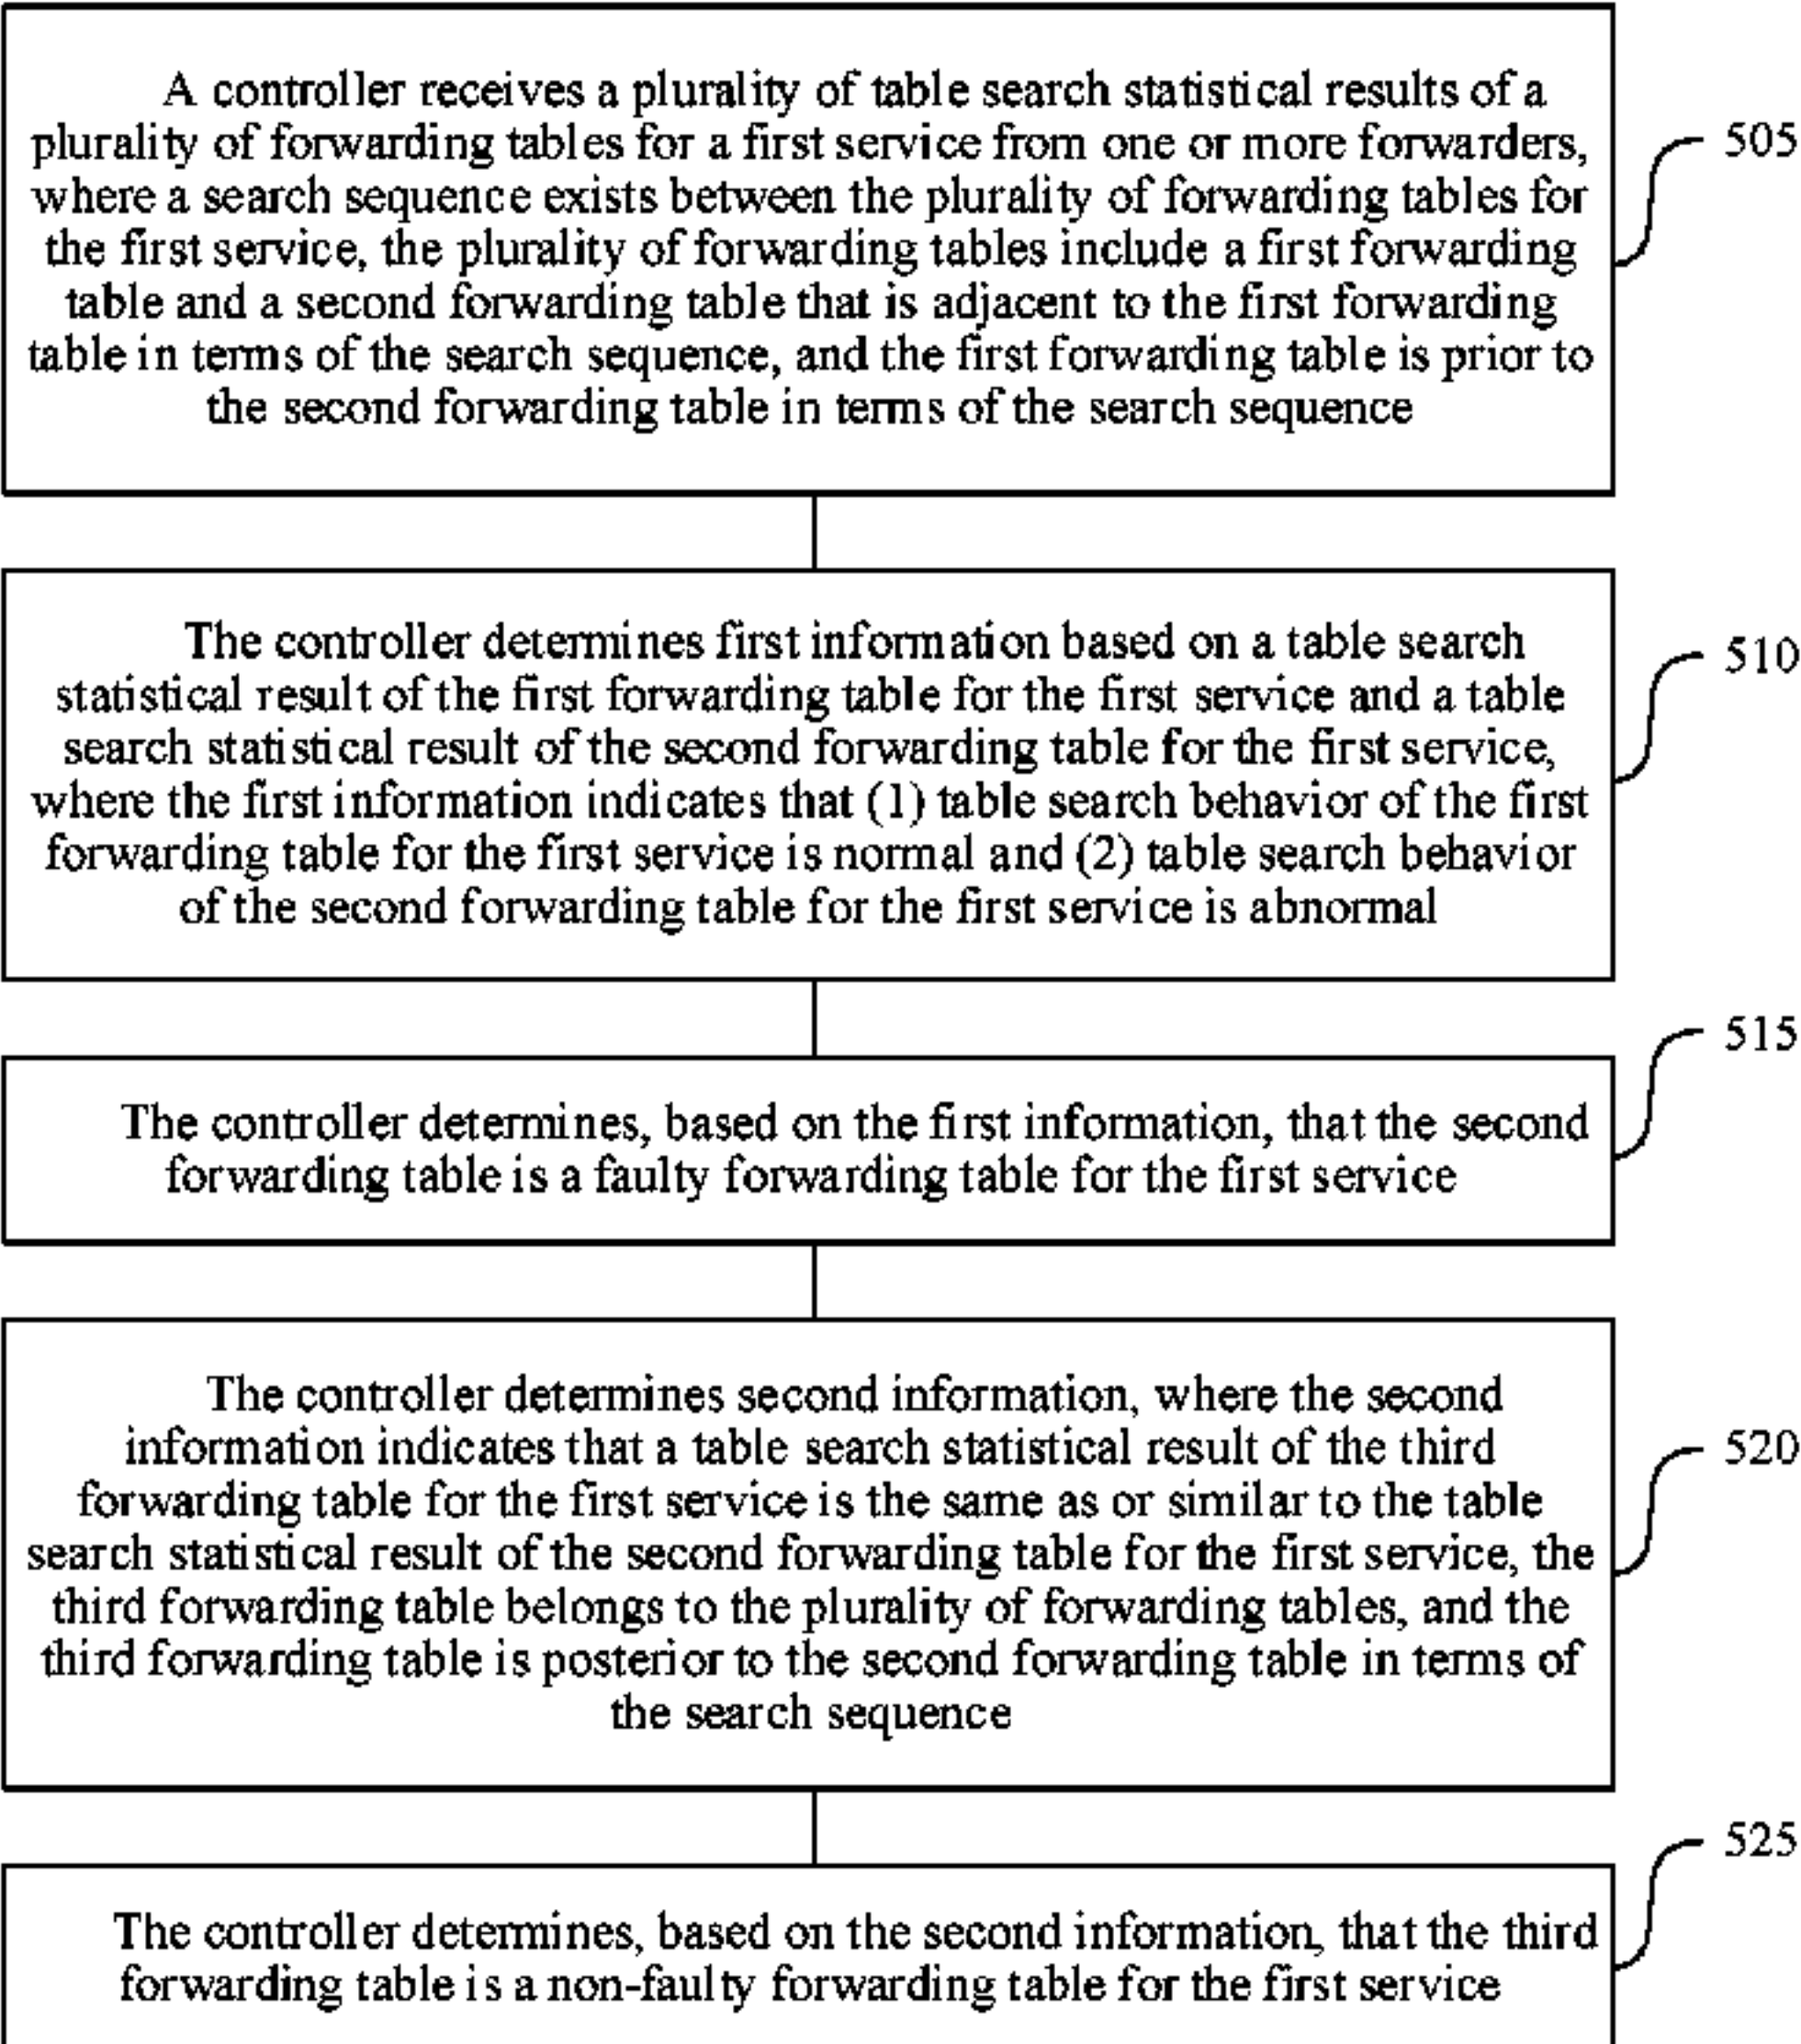 A controller receives a plurality of table search statistical results of a
plurality of forwarding tables for a first service from one or more forwarders,
where a search sequence exists between the plurality of forwarding tables for
the first service, the plurality of forwarding tables include a first forwarding
table and a second forwarding table that is adjacent to the first forwarding
table in terms of the search sequence, and the first forwarding table is prior to
the second forwarding table in terms of the search sequence
505
The controller determines first information based on a table search
statistical result of the first forwarding table for the first service and a table
search statistical result of the second forwarding table for the first service,
where the first information indicates that (1) table search behavior of the first
forwarding table for the first service is normal and (2) table search behavior
of the second forwarding table for the first service is abnormal
510
The controller determines, based on the first information, that the second
forwarding table is a faulty forwarding table for the first service
515
The controller determines second information, where the second
information indicates that a table search statistical result of the third
forwarding table for the first service is the same as or similar to the table
search statistical result of the second forwarding table for the first service, the
third forwarding table belongs to the plurality of forwarding tables, and the
third forwarding table is posterior to the second forwarding table in terms of
the search sequence
520
The controller determines, based on the second information, that the third
forwarding table is a non-faulty forwarding table for the first service
525